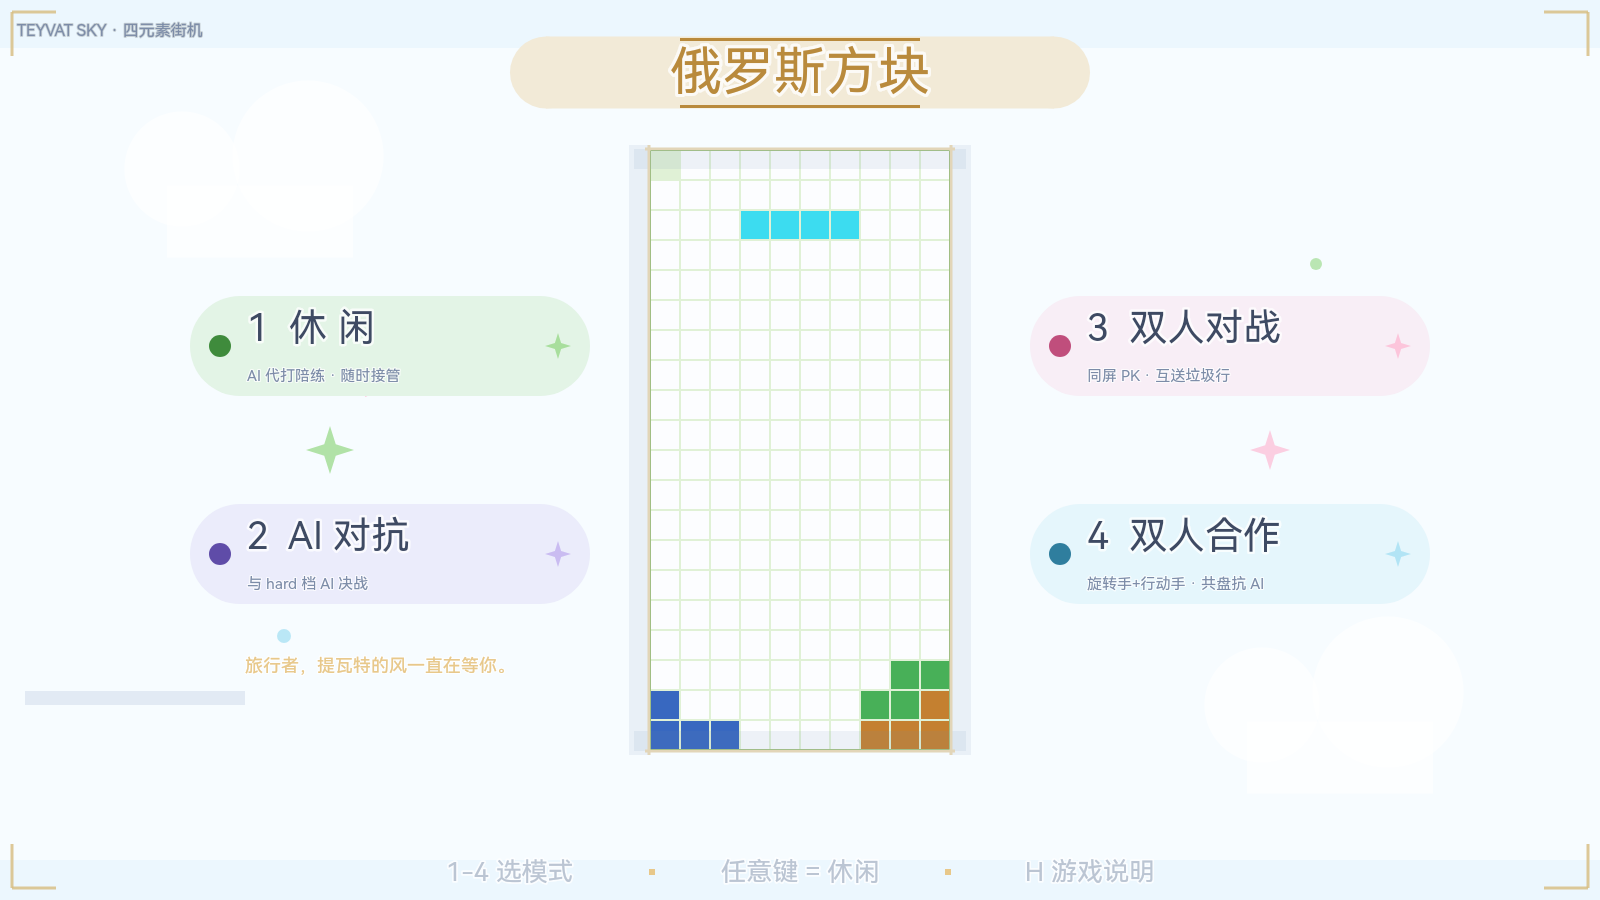 TEYVAT SKY · 四元素街机
俄罗斯方块
1 休 闲
AI 代打陪练 · 随时接管
2 AI 对抗
与 hard 档 AI 决战
旅行者，提瓦特的风一直在等你。
3 双人对战
同屏 PK · 互送垃圾行
4 双人合作
旋转手+行动手 · 共盘抗 AI
1-4 选模式 ▪ 任意键 = 休闲 ▪ H 游戏说明